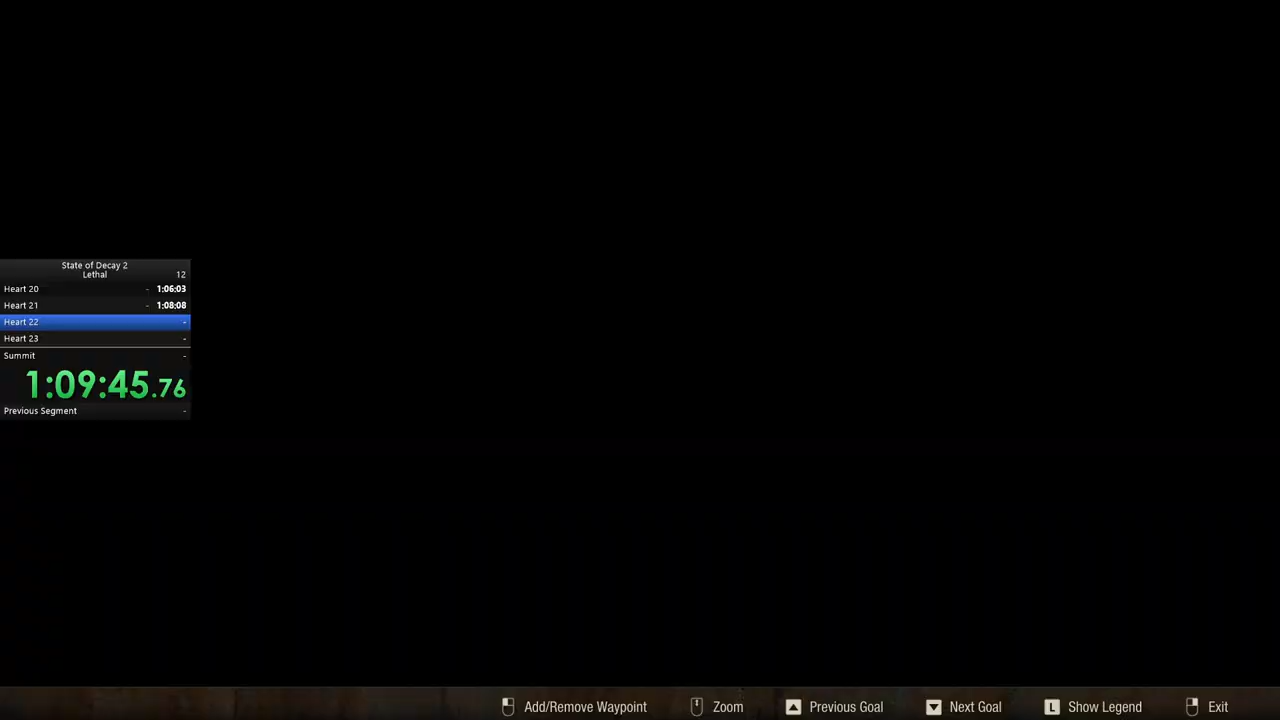 State of Decay 2
Lethal 12
Heart 20 - 1:06:03
Heart 21 - 1:08:08
Heart 22 -
Heart 23 -
Summit -
1:09:45.76
Previous Segment -
Add/Remove Waypoint Zoom Previous Goal Next Goal L Show Legend Exit